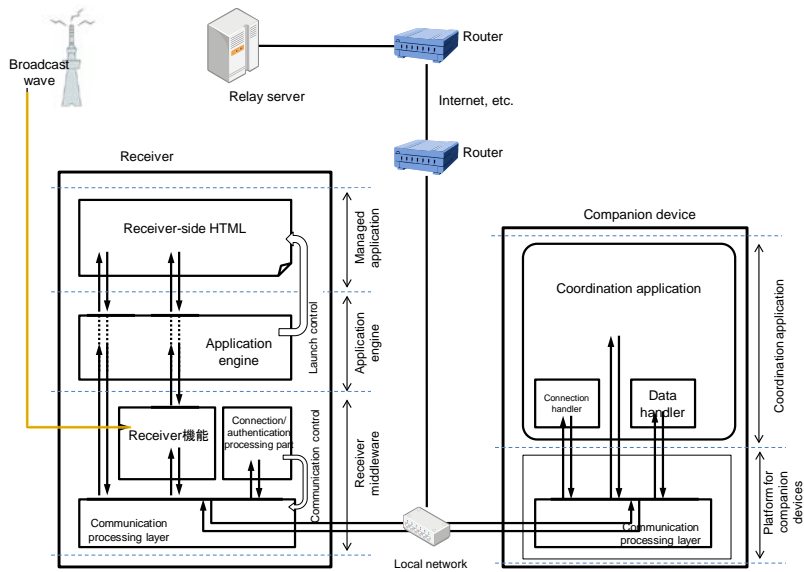 Broadcast
wave
Relay server
Router
Internet, etc.
Router
Receiver
Receiver-side HTML
Managed
application
Launch control
Application
engine
Application
engine
Receiver機能
Connection/
authentication
processing part
Communication control
Receiver
middleware
Communication
processing layer
Local network
Companion device
Coordination application
Coordination application
Connection
handler
Data
handler
Platform for
companion
devices
Communication
processing layer